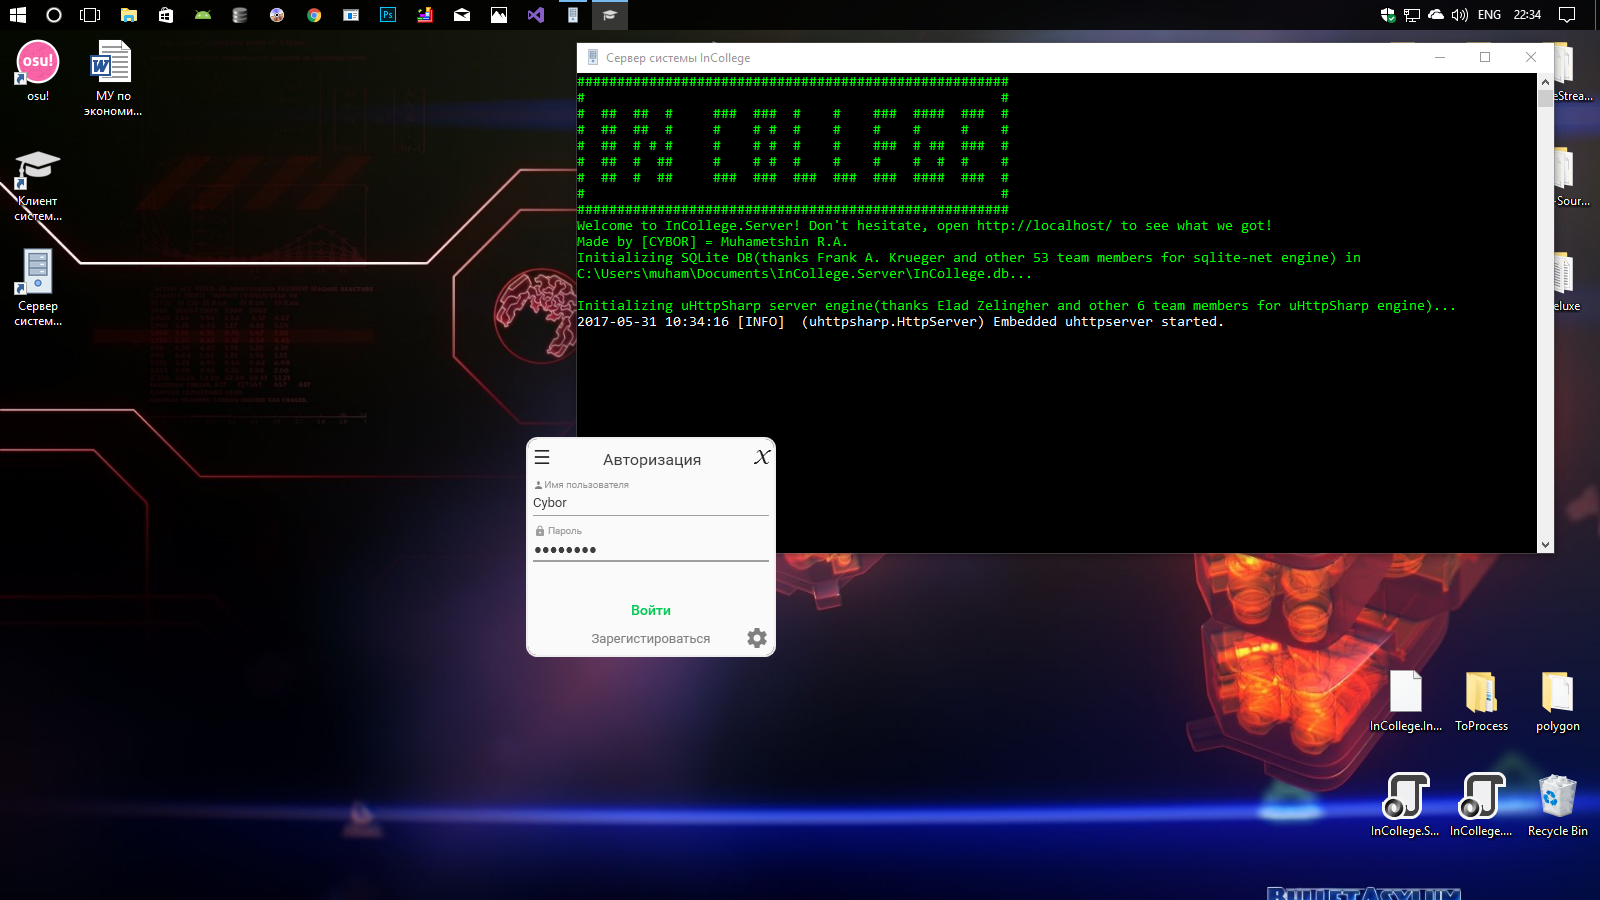 ENG 22:34
osu!
osu!
МУ по
экономи...
Клиент
систем...
Сервер
систем...
Сервер системы InCollege
IN COLLEGE
Welcome to InCollege.Server! Don't hesitate, open http://localhost/ to see what we got!
Made by [CYBOR] = Muhametshin R.A.
Initializing SQLite DB(thanks Frank A. Krueger and other 53 team members for sqlite-net engine) in
C:\Users\muham\Documents\InCollege.Server\InCollege.db...
Initializing uHttpSharp server engine(thanks Elad Zelingher and other 6 team members for uHttpSharp engine)...
2017-05-31 10:34:16 [INFO]  (uhttpsharp.HttpServer) Embedded uhttpserver started.
Авторизация
Имя пользователя
Cybor
Пароль
Войти
Зарегистироваться
eStrea...
-Sour...
eluxe
InCollege.In...
ToProcess
polygon
InCollege.S...
InCollege....
Recycle Bin